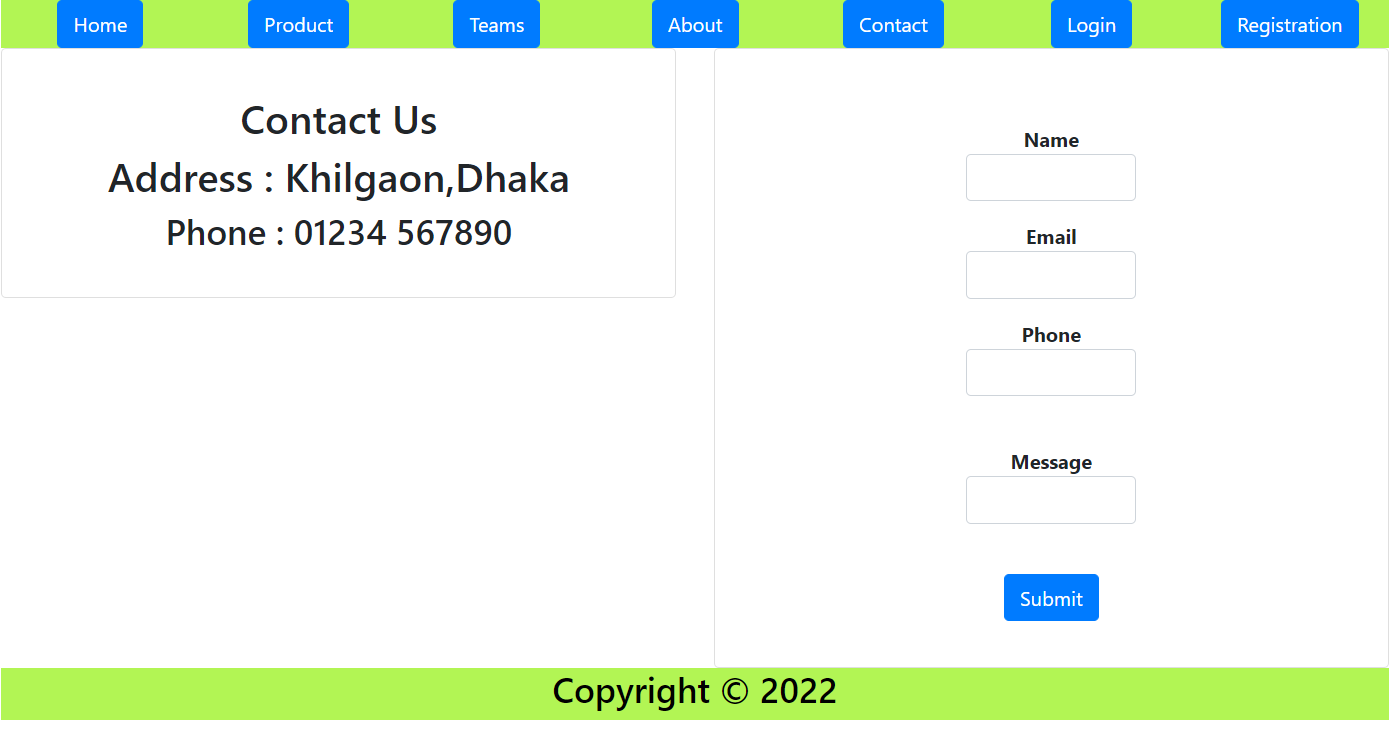 Home Product Teams About Contact Login Registration
Contact Us
Address : Khilgaon,Dhaka
Phone : 01234 567890
Name
Email
Phone
Message
Submit
Copyright © 2022